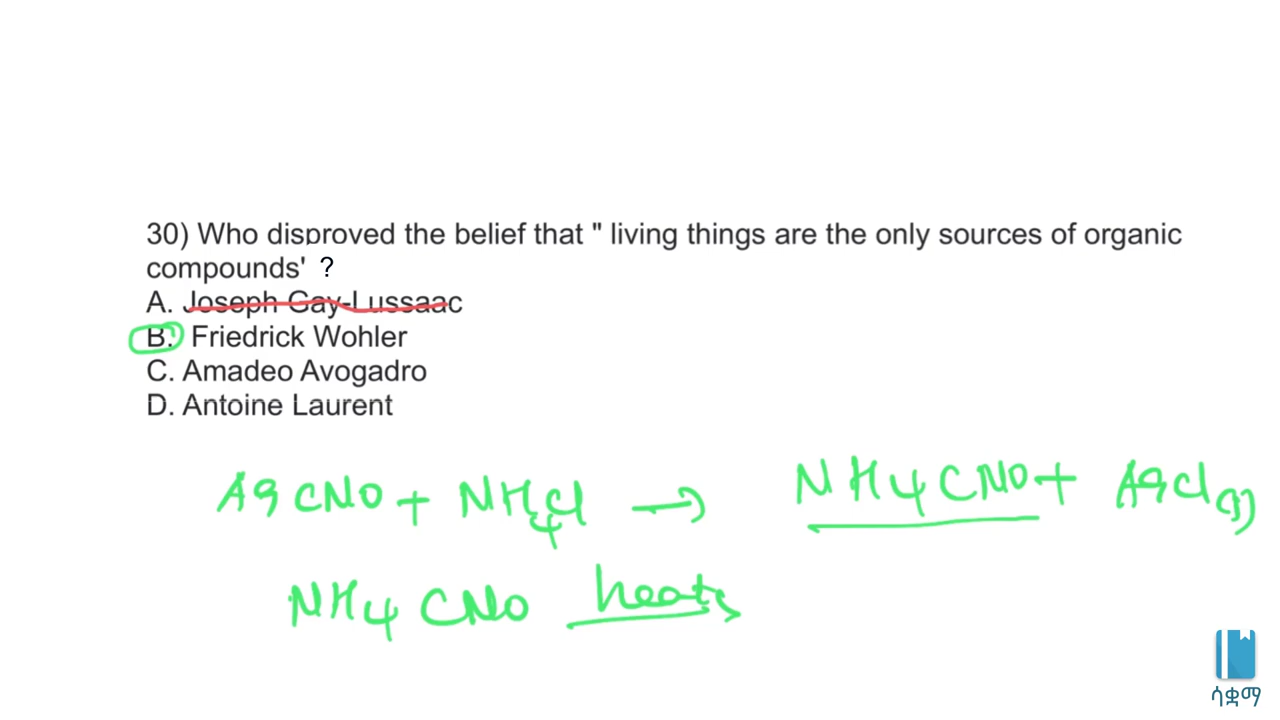 30) Who disproved the belief that " living things are the only sources of organic
compounds' ?
A. Joseph Gay-Lussaac
B. Friedrick Wohler
C. Amadeo Avogadro
D. Antoine Laurent
AgCNO + NH4Cl → NH4CNO + AgCl(s)
NH4CNO heat→
ሳቋማ